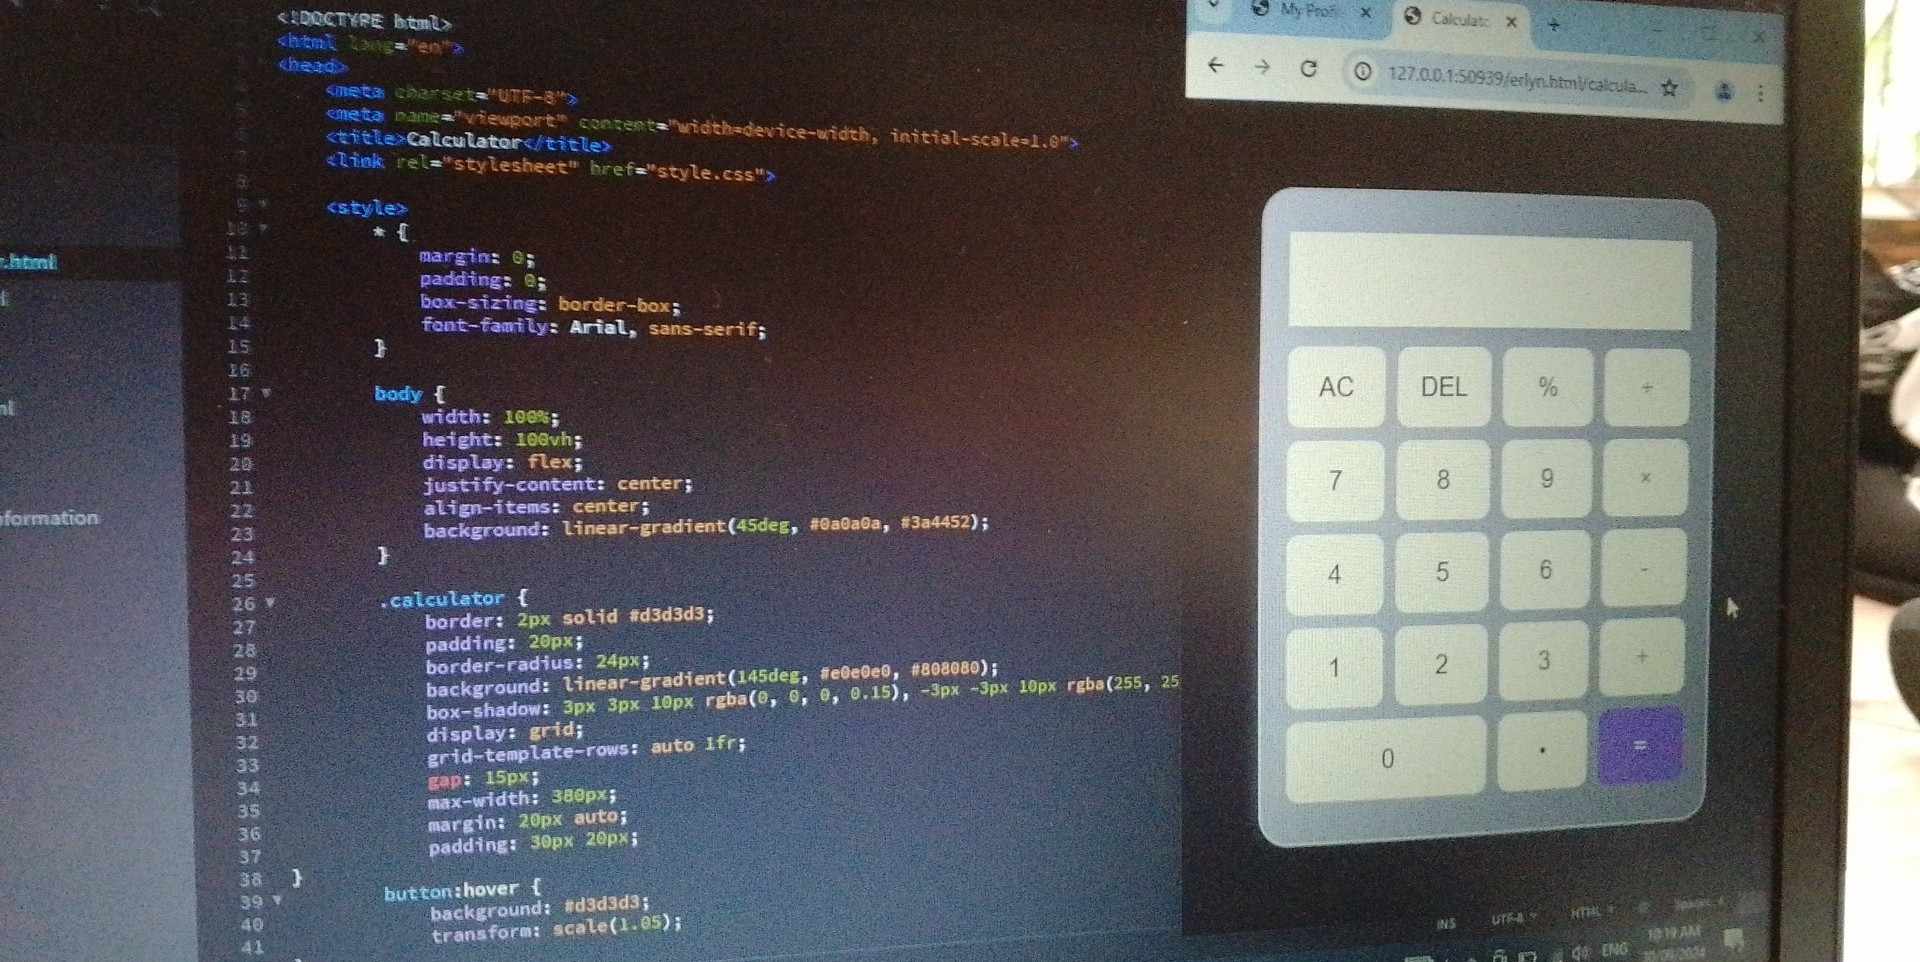 <!DOCTYPE html>
<html lang="en">
<head>
<meta charset="UTF-8">
<meta name="viewport" content="width=device-width, initial-scale=1.0">
<title>Calculator</title>
<link rel="stylesheet" href="style.css">
8
9 <style>
10 * {
11 margin: 0;
12 padding: 0;
13 box-sizing: border-box;
14 font-family: Arial, sans-serif;
15 }
16
17 body {
18 width: 100%;
19 height: 100vh;
20 display: flex;
21 justify-content: center;
22 align-items: center;
23 background: linear-gradient(45deg, #0a0a0a, #3a4452);
24 }
25
26 .calculator {
27 border: 2px solid #d3d3d3;
28 padding: 20px;
29 border-radius: 24px;
30 background: linear-gradient(145deg, #e0e0e0, #808080);
31 box-shadow: 3px 3px 10px rgba(0, 0, 0, 0.15), -3px -3px 10px rgba(255, 25
32 display: grid;
33 grid-template-rows: auto 1fr;
34 gap: 15px;
35 max-width: 380px;
36 margin: 20px auto;
37 padding: 30px 20px;
38 }
39 button:hover {
40 background: #d3d3d3;
41 transform: scale(1.05);
r.html
nl
nformation
My Profi
Calculato
127.0.0.1:50939/erlyn.html/calcula...
AC DEL % ÷
7 8 9 ×
4 5 6 -
1 2 3 +
0 . =
INS UTF-8 HTML
ENG 10:19 AM